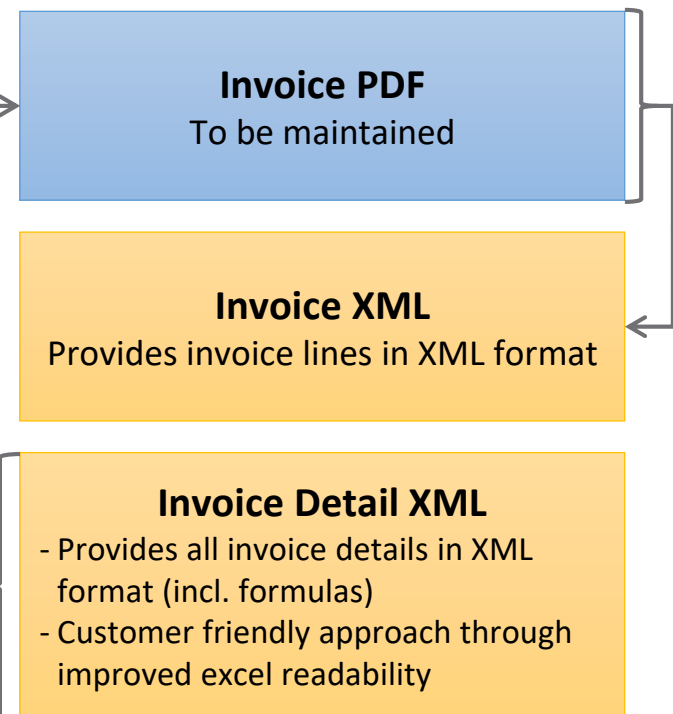 Invoice PDF
To be maintained
Invoice XML
Provides invoice lines in XML format
Invoice Detail XML
- Provides all invoice details in XML
format (incl. formulas)
- Customer friendly approach through
improved excel readability